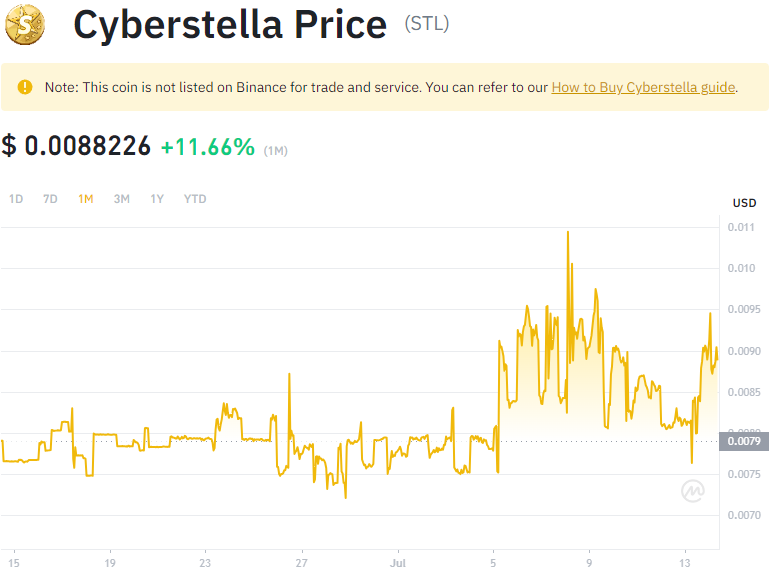 Cyberstella Price (STL)
Note: This coin is not listed on Binance for trade and service. You can refer to our How to Buy Cyberstella guide.
$ 0.0088226 +11.66% (1M)
1D 7D 1M 3M 1Y YTD
USD
0.011
0.010
0.0095
0.0090
0.0085
0.0080
0.0079
0.0075
0.0070
15 19 23 27 Jul 5 9 13